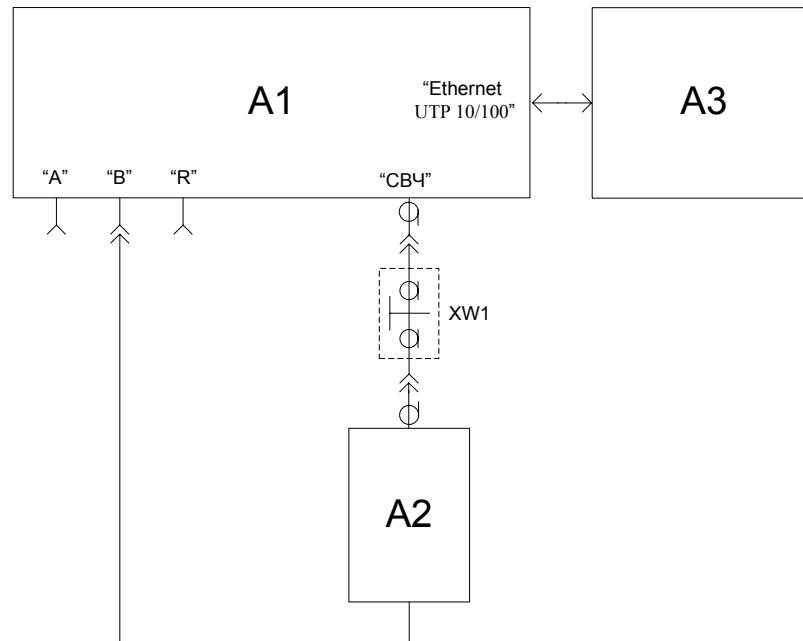 A1
“Ethernet
UTP 10/100”
A3
“A”
“B”
“R”
“СВЧ”
XW1
A2